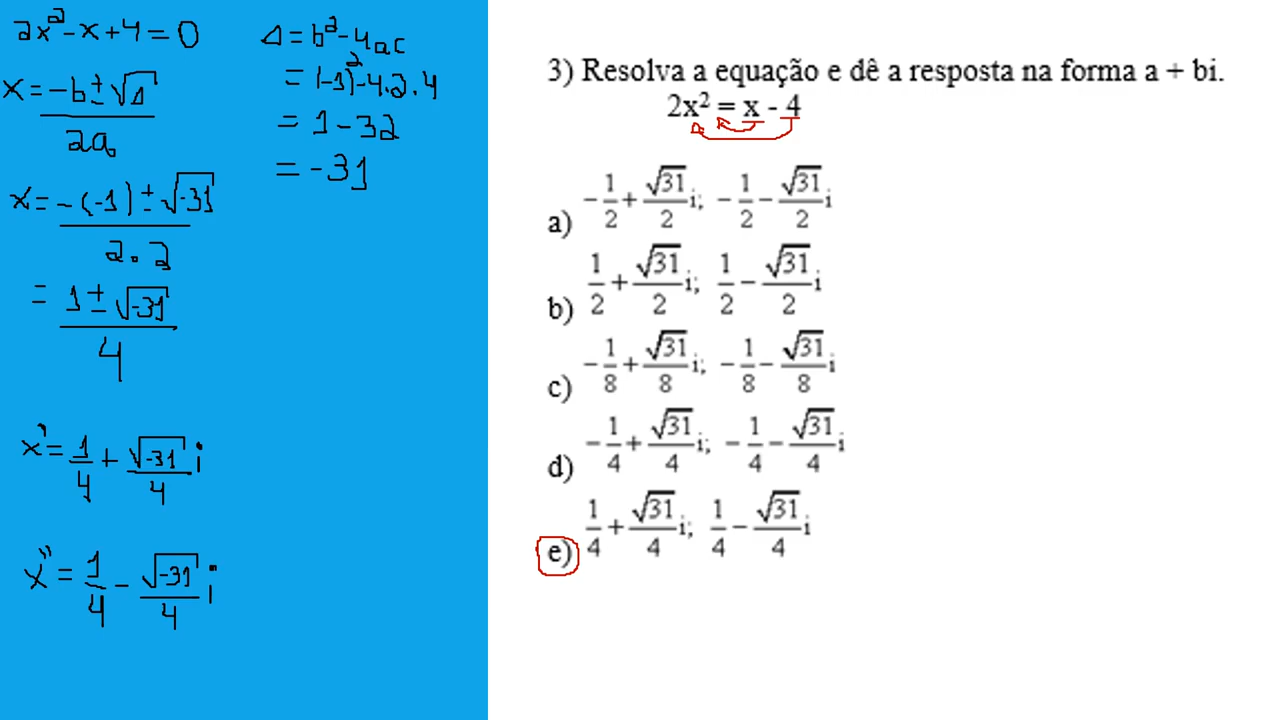 2x² - x + 4 = 0
x = (-b ± √Δ) / 2a
x = (-(-1) ± √-31) / 2.2
= (1 ± √-31) / 4
x' = 1/4 + √-31/4 i
x'' = 1/4 - √-31/4 i
Δ = b² - 4ac
= (-1)² - 4.2.4
= 1 - 32
= -31
3) Resolva a equação e dê a resposta na forma a + bi.
2x² = x - 4
a) -1/2 + √31/2 i; -1/2 - √31/2 i
b) 1/2 + √31/2 i; 1/2 - √31/2 i
c) -1/8 + √31/8 i; -1/8 - √31/8 i
d) -1/4 + √31/4 i; -1/4 - √31/4 i
e) 1/4 + √31/4 i; 1/4 - √31/4 i